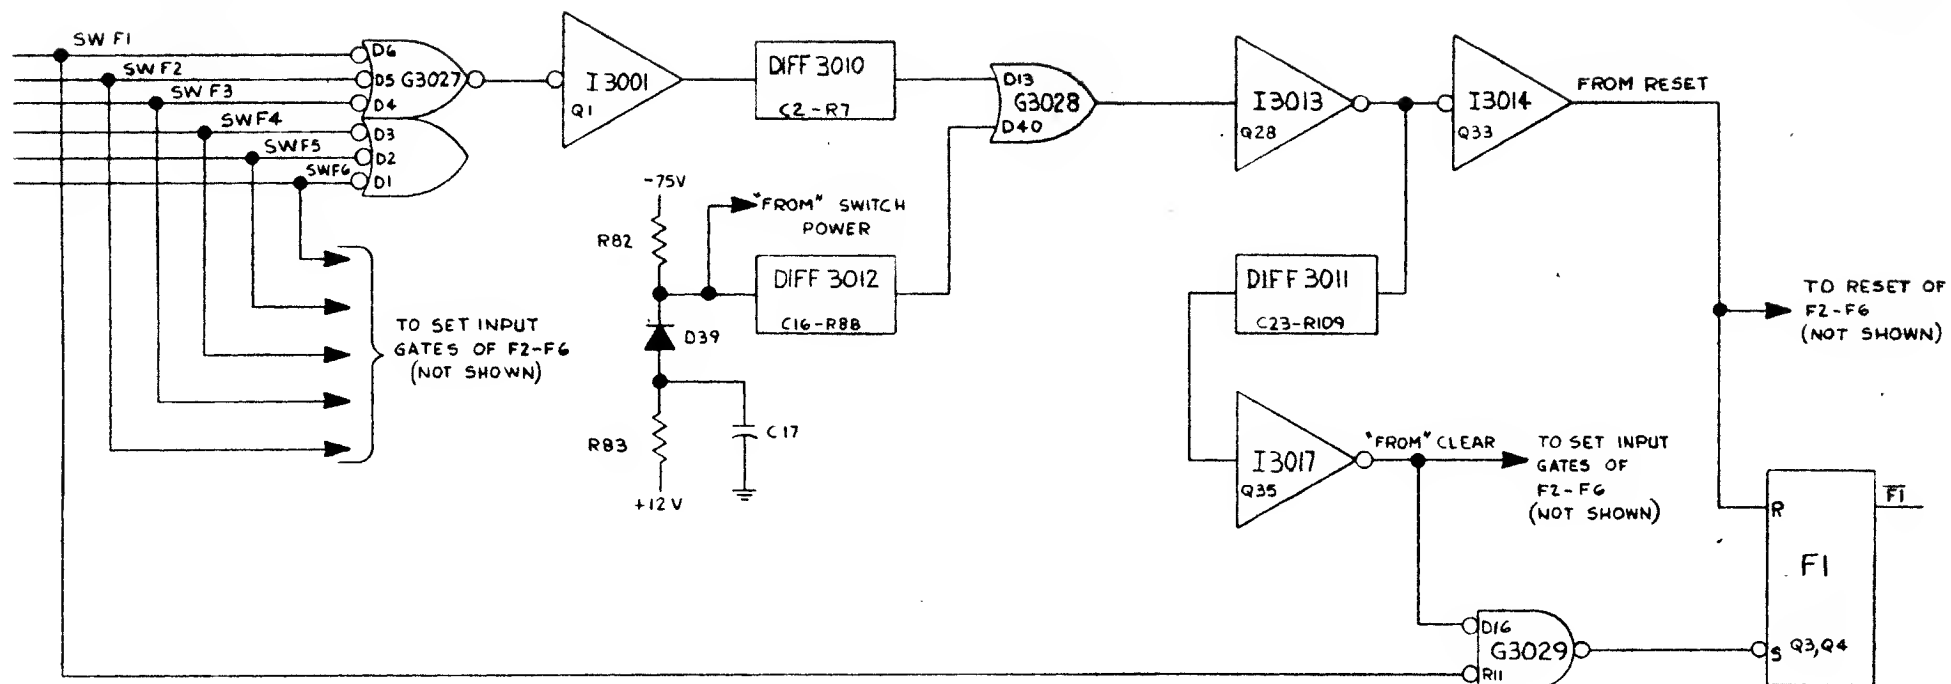 SW F1
SW F2
SW F3
SWF4
SWF5
SWF6
D6
D5
D4
D3
D2
D1
G3027
I3001
Q1
DIFF 3010
C2-R7
D13
G3028
D40
I3013
Q28
I3014
Q33
FROM RESET
-75V
R82
"FROM" SWITCH
POWER
DIFF 3012
C16-R88
D39
C17
R83
+12V
TO SET INPUT
GATES OF F2-F6
(NOT SHOWN)
DIFF 3011
C23-R109
TO RESET OF
F2-F6
(NOT SHOWN)
I3017
Q35
"FROM" CLEAR
TO SET INPUT
GATES OF
F2-F6
(NOT SHOWN)
R
F1
F1
S
Q3,Q4
D16
G3029
R11